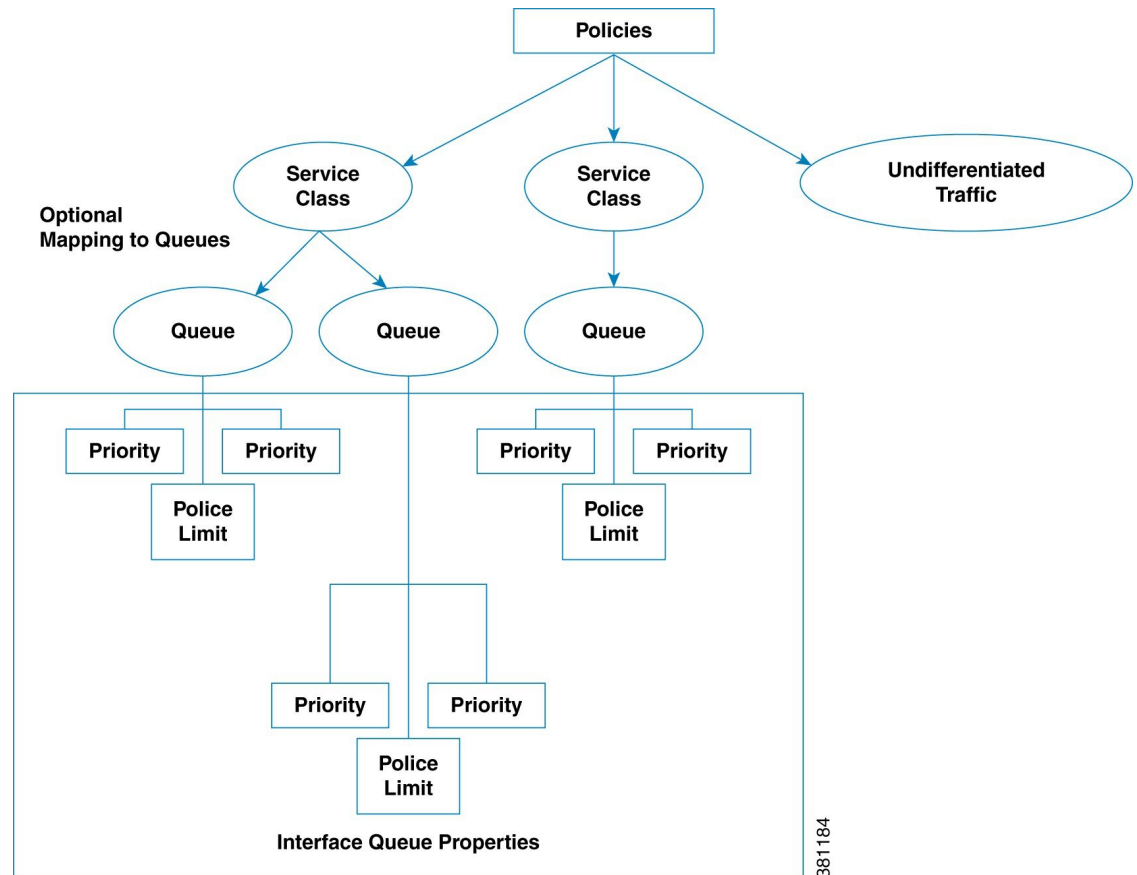 Policies
Service
Class
Service
Class
Undifferentiated
Traffic
Optional
Mapping to Queues
Queue
Queue
Queue
Priority
Priority
Priority
Priority
Police
Limit
Police
Limit
Priority
Priority
Police
Limit
Interface Queue Properties
381184